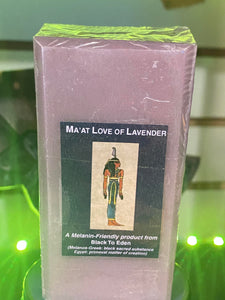 MA'AT LOVE OF LAVENDER
A Melanin-Friendly product from
Black To Eden
(Melanos-Greek: black sacred substance
Egypt: primeval matter of creation)